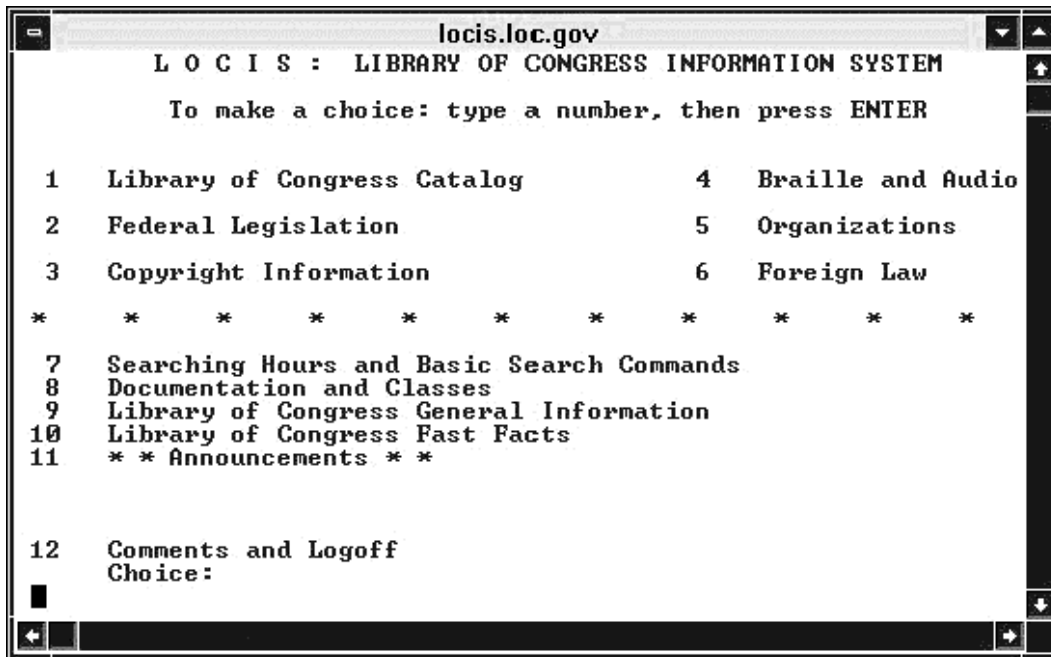 locis.loc.gov
L O C I S : LIBRARY OF CONGRESS INFORMATION SYSTEM
To make a choice: type a number, then press ENTER
1 Library of Congress Catalog 4 Braille and Audio
2 Federal Legislation 5 Organizations
3 Copyright Information 6 Foreign Law
* * * * * * * * * * *
7 Searching Hours and Basic Search Commands
8 Documentation and Classes
9 Library of Congress General Information
10 Library of Congress Fast Facts
11 * * Announcements * *
12 Comments and Logoff
Choice: